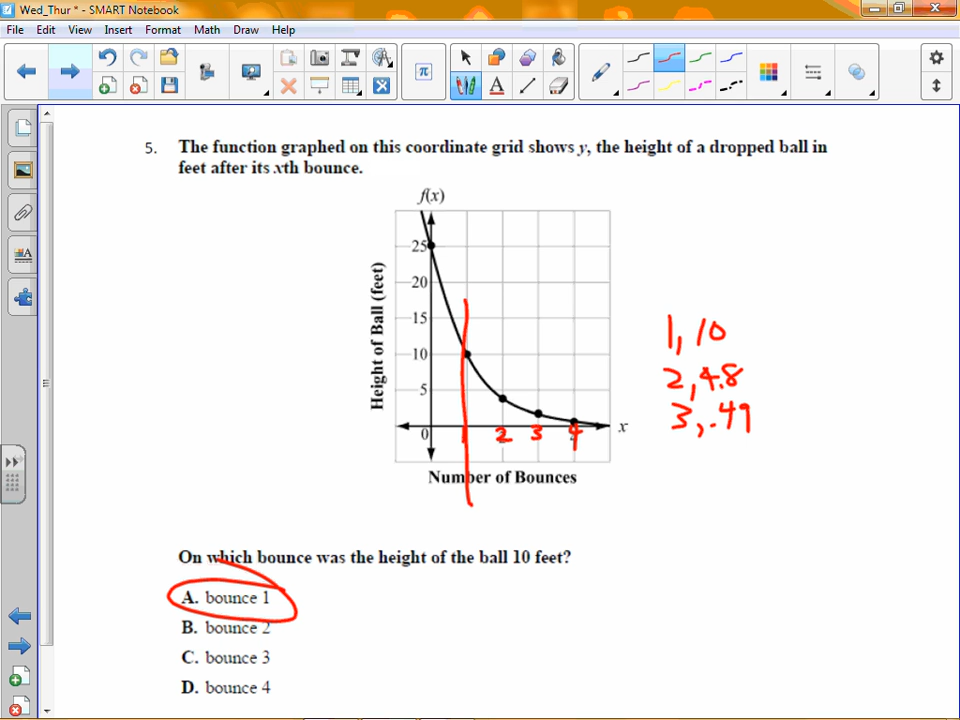 Wed_Thur * - SMART Notebook
File Edit View Insert Format Math Draw Help
π
A
5. The function graphed on this coordinate grid shows y, the height of a dropped ball in
feet after its xth bounce.
f(x)
25
20
15
10
5
0
x
1 2 3 4
Height of Ball (feet)
Number of Bounces
1, 10
2, 4.8
3, .49
On which bounce was the height of the ball 10 feet?
A. bounce 1
B. bounce 2
C. bounce 3
D. bounce 4